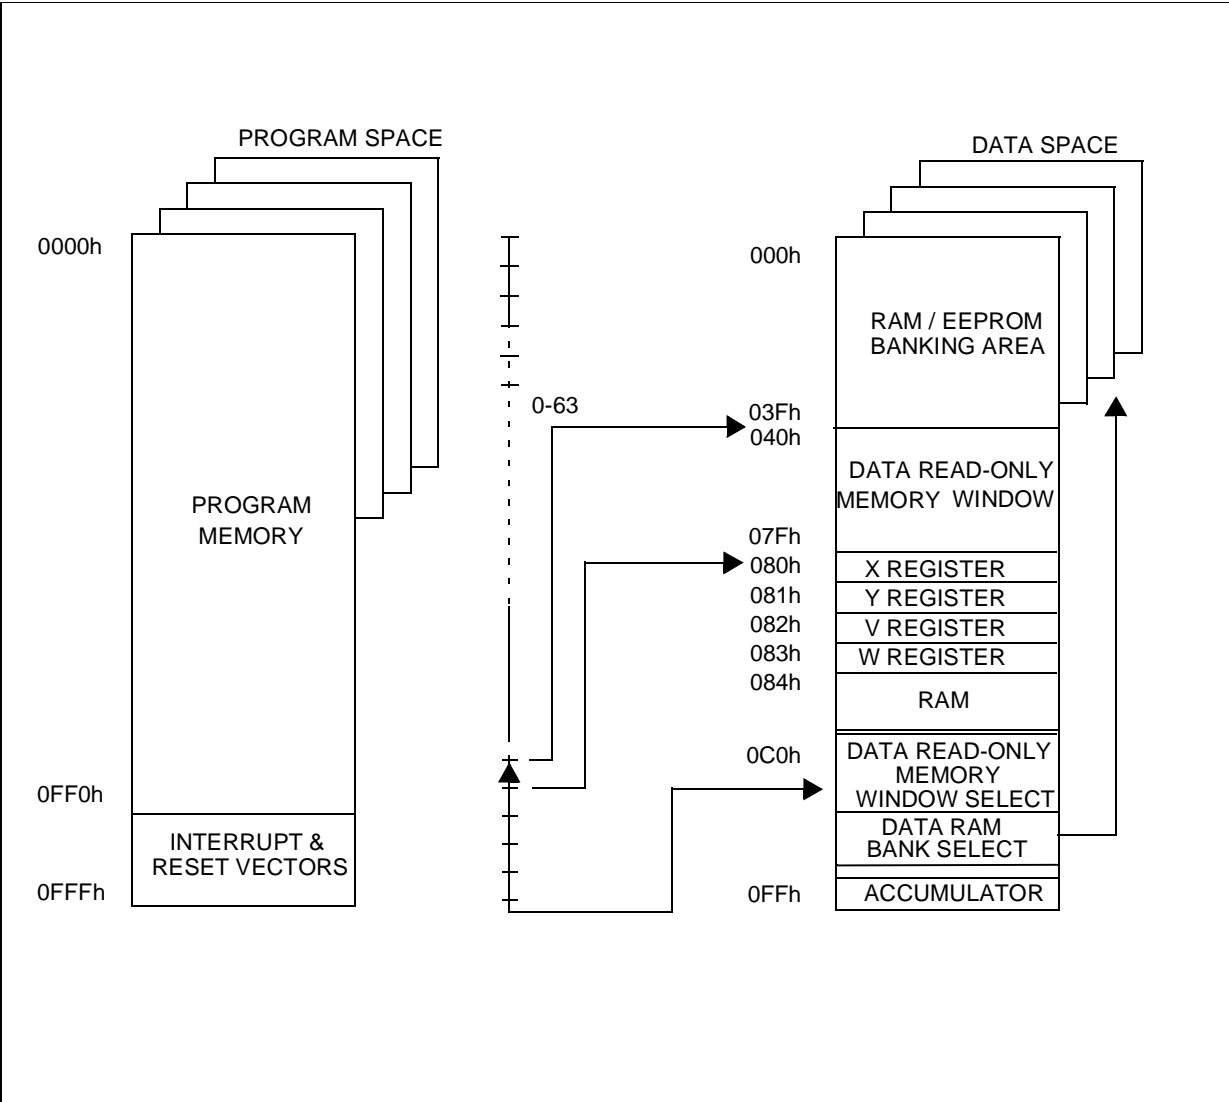 PROGRAM SPACE
0000h
PROGRAM
MEMORY
0FF0h
INTERRUPT &
RESET VECTORS
0FFFh
0-63
DATA SPACE
000h
RAM / EEPROM
BANKING AREA
03Fh
040h
DATA READ-ONLY
MEMORY WINDOW
07Fh
080h
X REGISTER
081h
Y REGISTER
082h
V REGISTER
083h
W REGISTER
084h
RAM
0C0h
DATA READ-ONLY
MEMORY
WINDOW SELECT
DATA RAM
BANK SELECT
0FFh
ACCUMULATOR